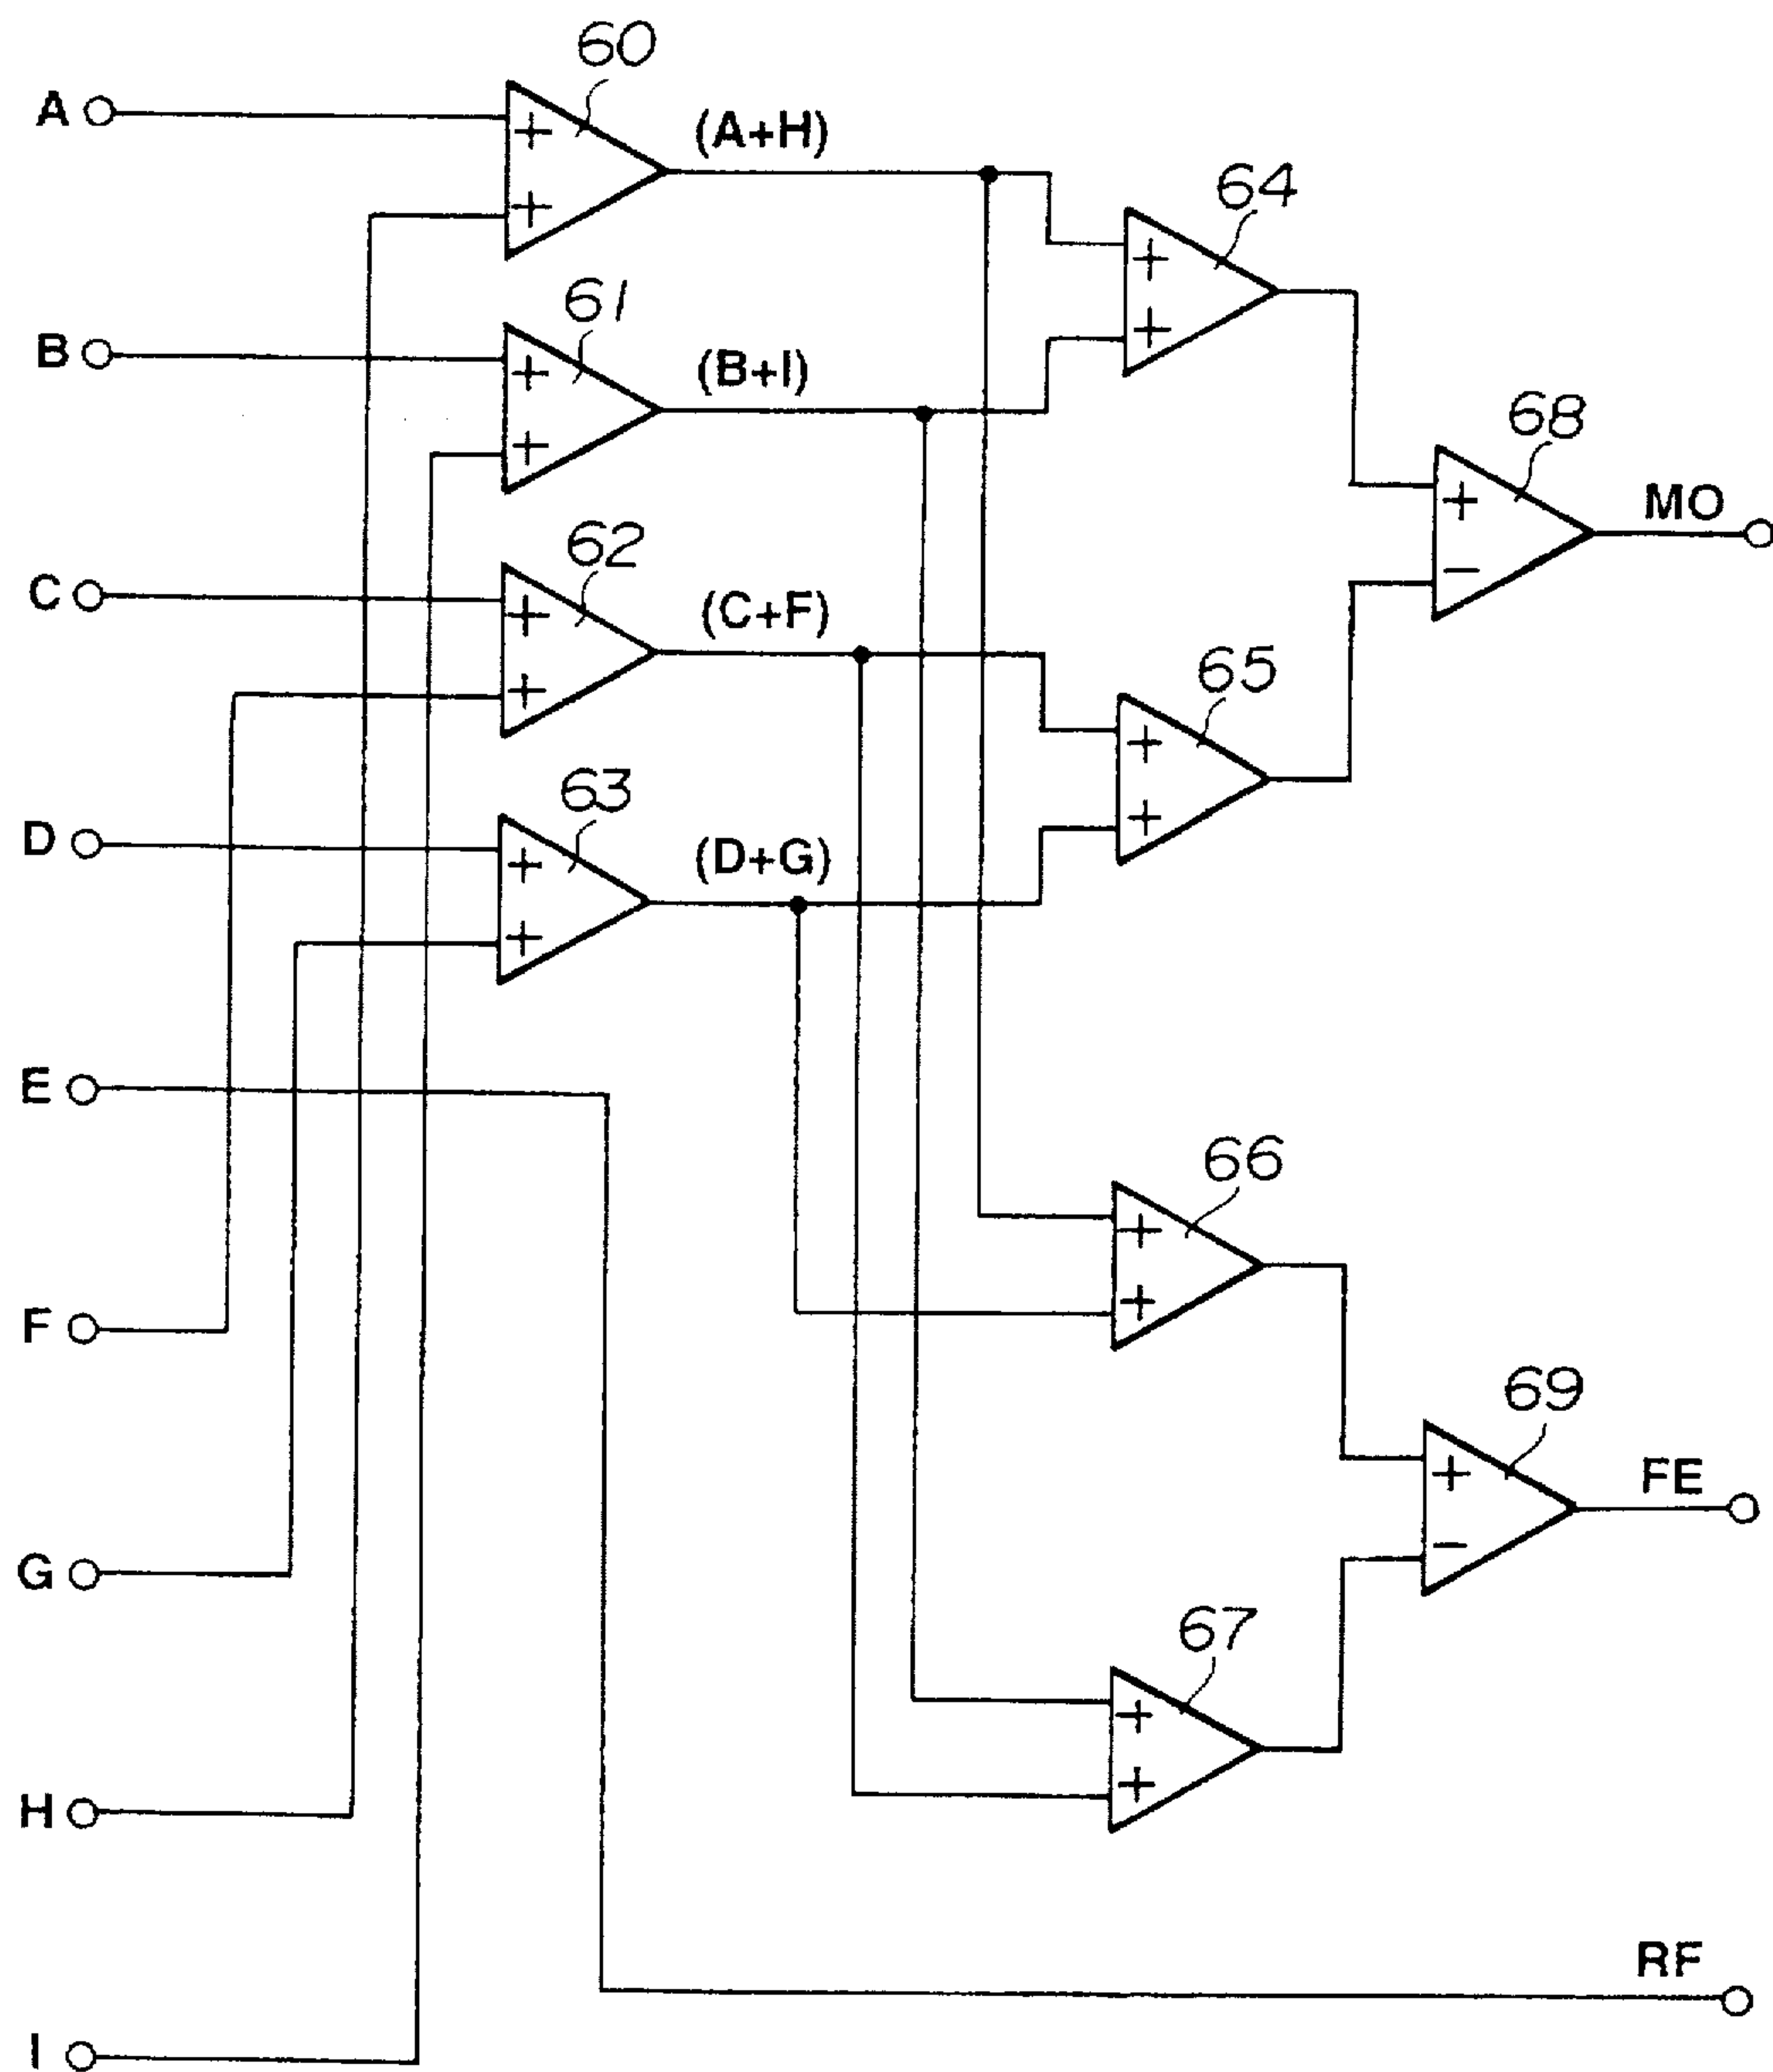 60
A
(A+H)
64
61
B
(B+I)
68
MO
62
C
(C+F)
65
63
D
(D+G)
E
66
F
69
FE
G
67
H
RF
I
+
+
+
+
+
+
+
+
+
+
+
+
+
−
+
+
+
+
+
−